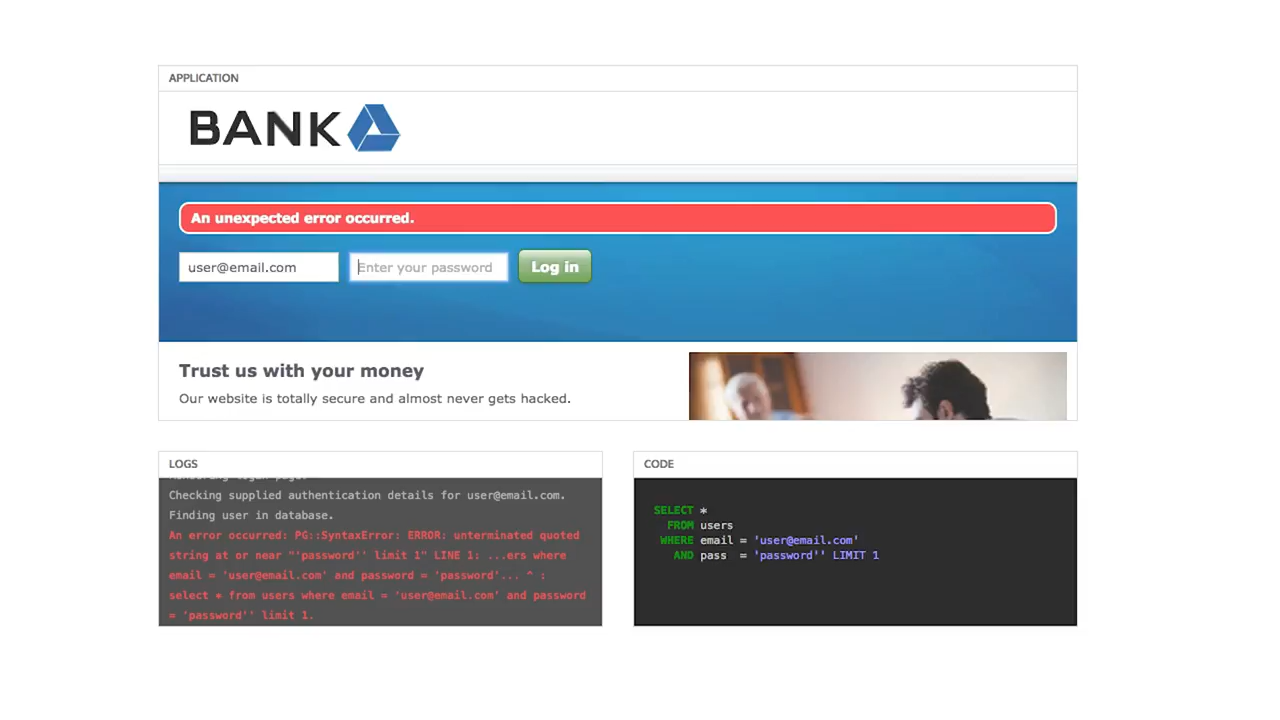 APPLICATION
BANK
An unexpected error occurred.
user@email.com Enter your password Log in
Trust us with your money
Our website is totally secure and almost never gets hacked.
LOGS
Checking supplied authentication details for user@email.com.
Finding user in database.
An error occurred: PG::SyntaxError: ERROR: unterminated quoted
string at or near "'password'' limit 1" LINE 1: ...ers where
email = 'user@email.com' and password = 'password'... ^ :
select * from users where email = 'user@email.com' and password
= 'password'' limit 1.
CODE
SELECT *
FROM users
WHERE email = 'user@email.com'
AND pass = 'password'' LIMIT 1